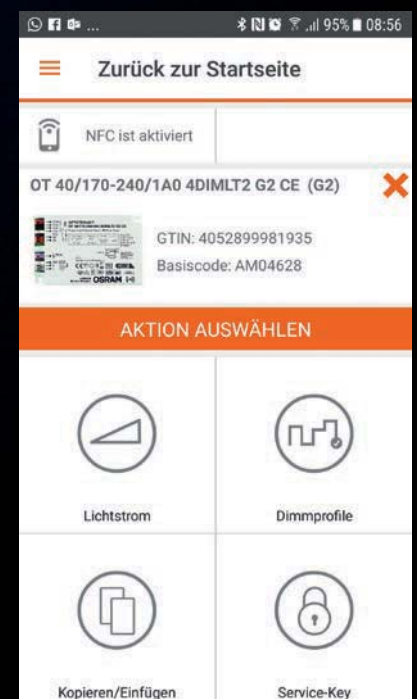 ... 95% 08:56
Zurück zur Startseite
NFC ist aktiviert
OT 40/170-240/1A0 4DIMLT2 G2 CE (G2)
GTIN: 4052899981935
Basiscode: AM04628
OSRAM
AKTION AUSWÄHLEN
Lichtstrom
Dimmprofile
Kopieren/Einfügen
Service-Key